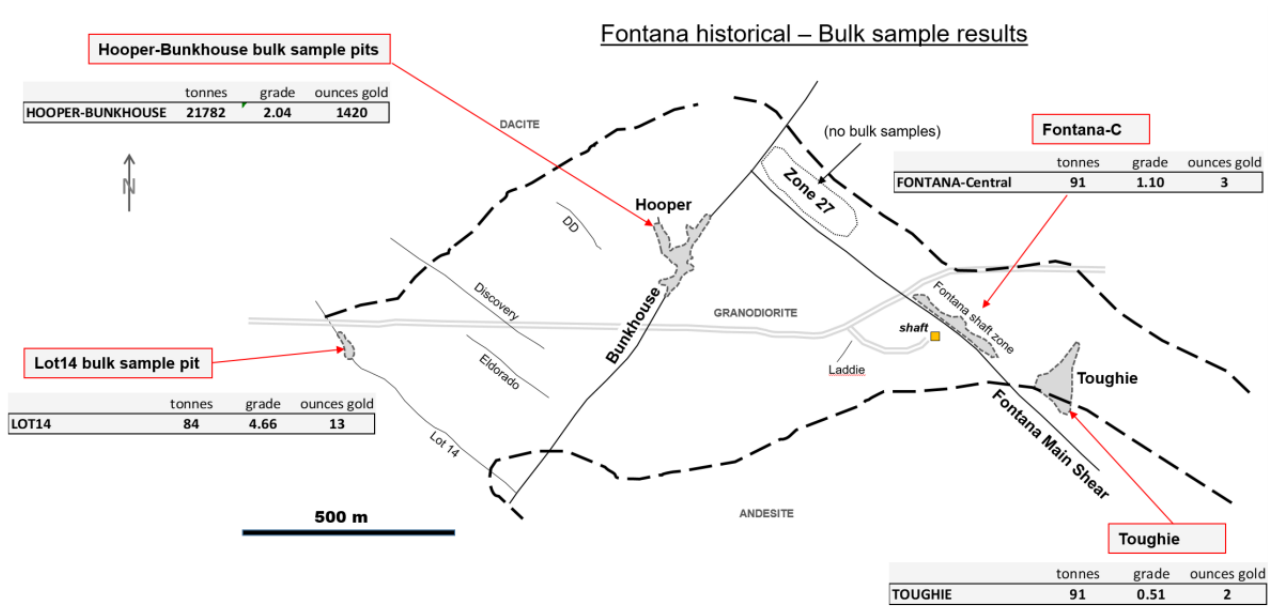 Fontana historical – Bulk sample results
Hooper-Bunkhouse bulk sample pits
tonnes grade ounces gold
HOOPER-BUNKHOUSE 21782 2.04 1420
N
DACITE
(no bulk samples)
Fontana-C
tonnes grade ounces gold
FONTANA-Central 91 1.10 3
Zone 27
Hooper
DD
Discovery
Bunkhouse
GRANODIORITE
Fontana shaft zone
shaft
Laddie
Toughie
Lot14 bulk sample pit
Eldorado
tonnes grade ounces gold
LOT14 84 4.66 13
Lot 14
Fontana Main Shear
500 m
ANDESITE
Toughie
tonnes grade ounces gold
TOUGHIE 91 0.51 2